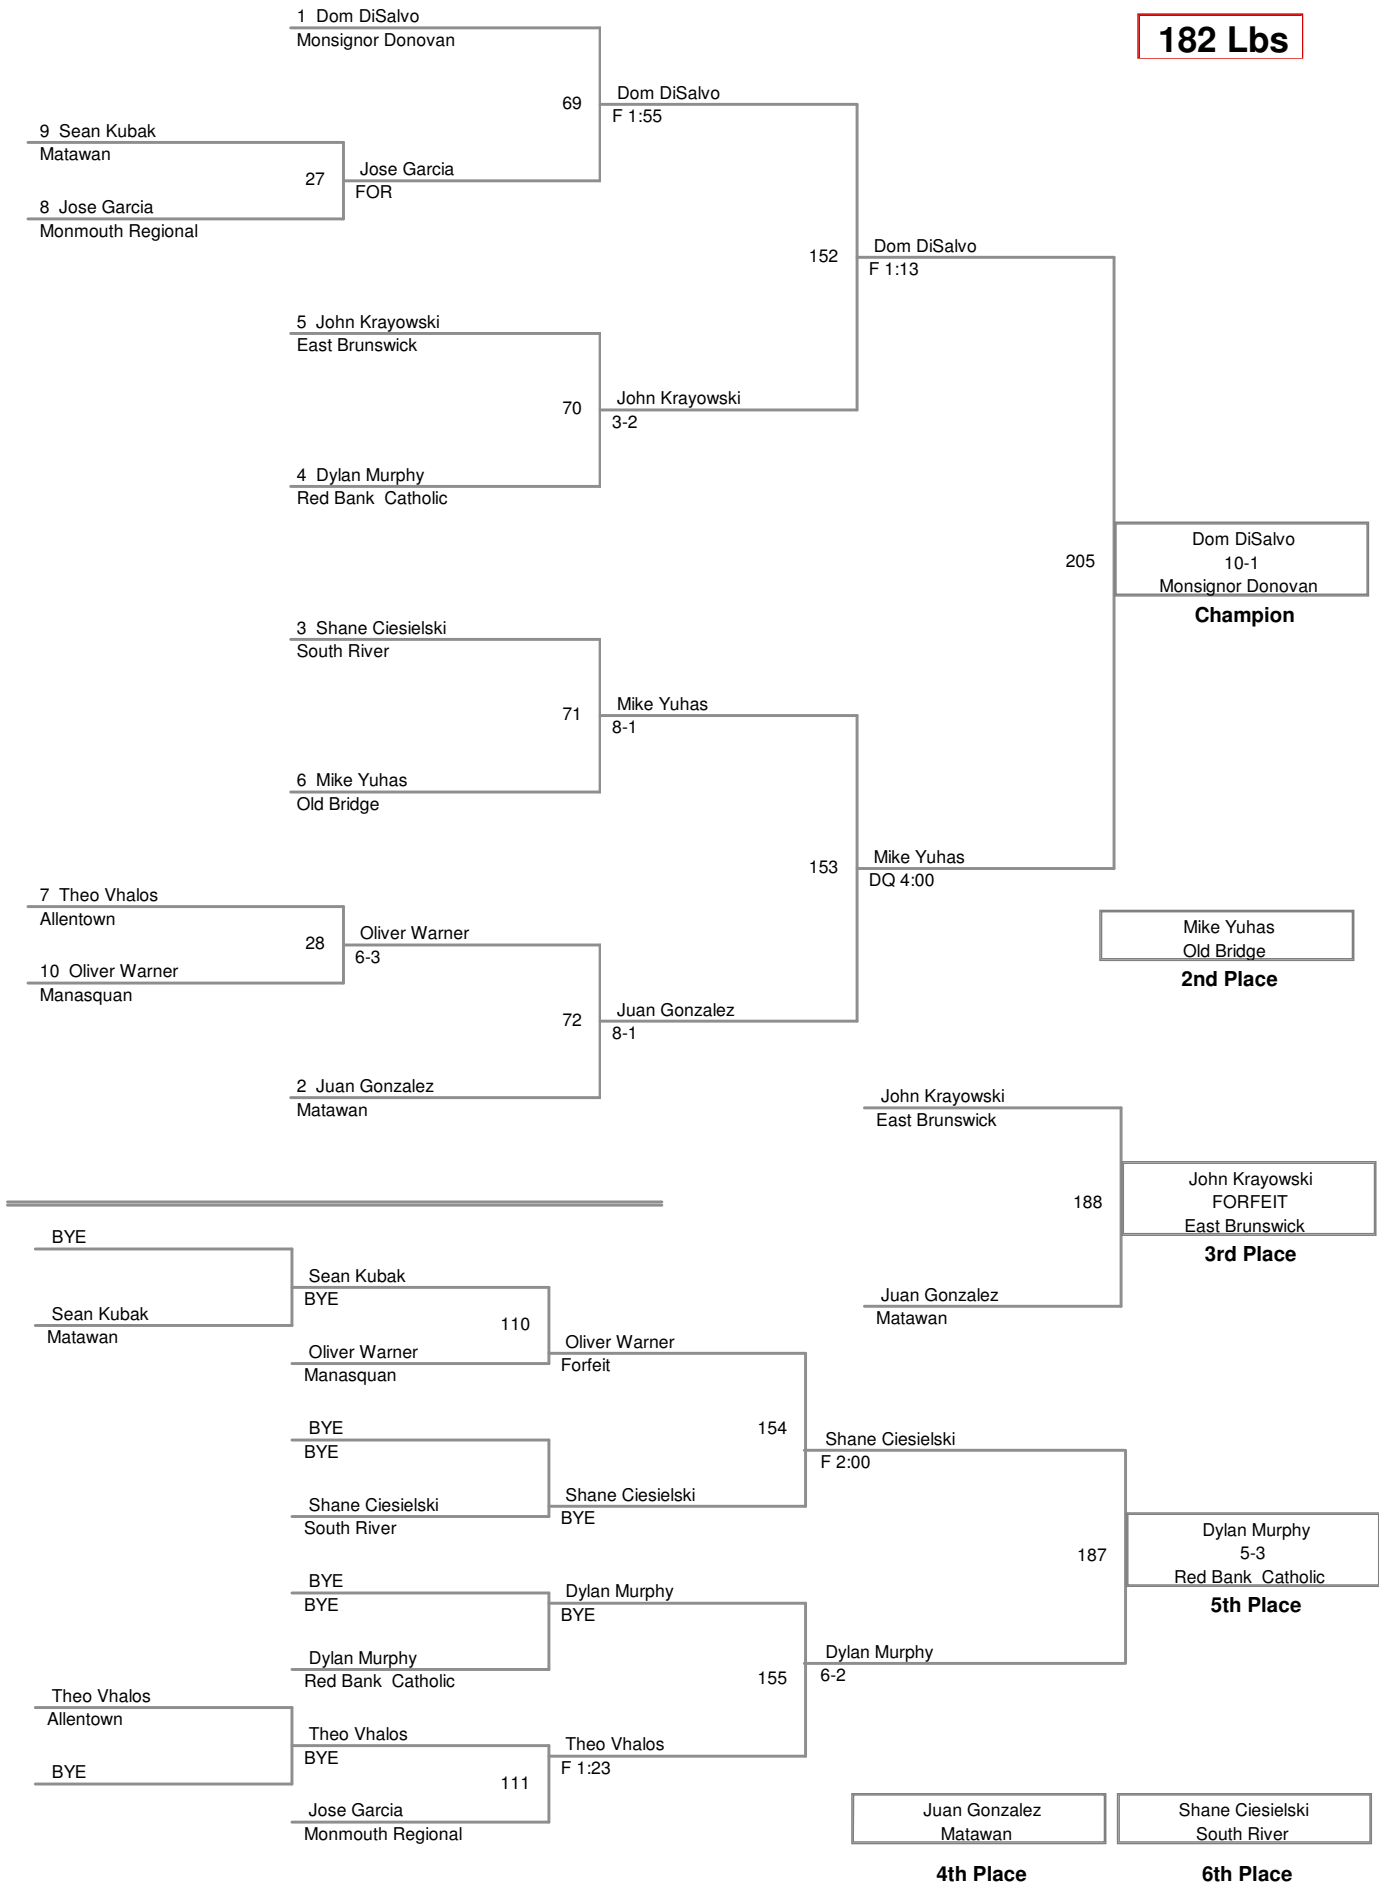 1 Dom DiSalvo
Monsignor Donovan
182 Lbs
69
Dom DiSalvo
F 1:55
9 Sean Kubak
Matawan
27
Jose Garcia
FOR
8 Jose Garcia
Monmouth Regional
152
Dom DiSalvo
F 1:13
5 John Krayowski
East Brunswick
70
John Krayowski
3-2
4 Dylan Murphy
Red Bank Catholic
205
Dom DiSalvo
10-1
Monsignor Donovan
Champion
3 Shane Ciesielski
South River
71
Mike Yuhas
8-1
6 Mike Yuhas
Old Bridge
153
Mike Yuhas
DQ 4:00
7 Theo Vhalos
Allentown
28
Oliver Warner
6-3
10 Oliver Warner
Manasquan
Mike Yuhas
Old Bridge
2nd Place
72
Juan Gonzalez
8-1
2 Juan Gonzalez
Matawan
John Krayowski
East Brunswick
188
John Krayowski
FORFEIT
East Brunswick
3rd Place
Juan Gonzalez
Matawan
BYE
Sean Kubak
BYE
Sean Kubak
Matawan
110
Oliver Warner
Manasquan
Oliver Warner
Forfeit
BYE
BYE
154
Shane Ciesielski
F 2:00
Shane Ciesielski
South River
Shane Ciesielski
BYE
187
Dylan Murphy
5-3
Red Bank Catholic
5th Place
BYE
BYE
Dylan Murphy
BYE
Dylan Murphy
Red Bank Catholic
155
Dylan Murphy
6-2
Theo Vhalos
Allentown
Theo Vhalos
BYE
BYE
111
Theo Vhalos
F 1:23
Jose Garcia
Monmouth Regional
Juan Gonzalez
Matawan
4th Place
Shane Ciesielski
South River
6th Place